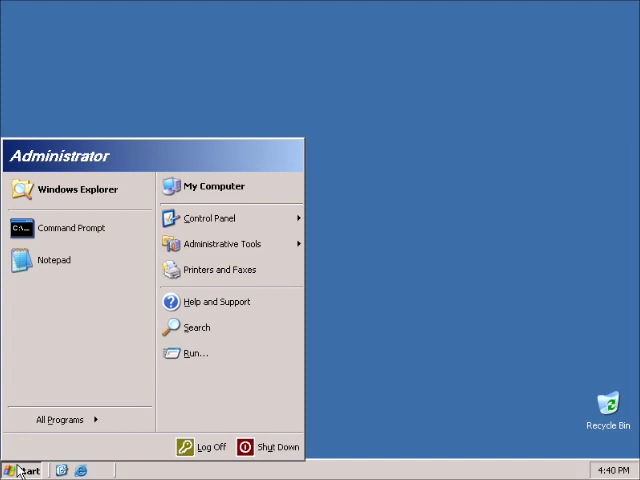 Administrator
Windows Explorer
Command Prompt
Notepad
All Programs
My Computer
Control Panel
Administrative Tools
Printers and Faxes
Help and Support
Search
Run...
Log Off
Shut Down
Recycle Bin
4:40 PM